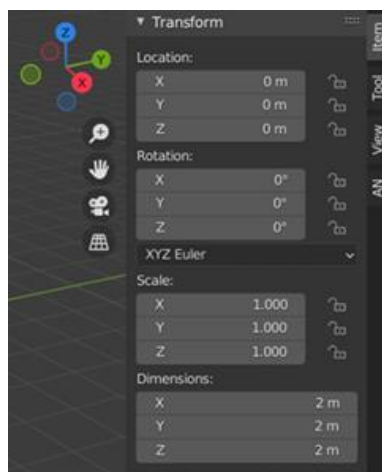 Transform
Location:
X 0 m
Y 0 m
Z 0 m
Rotation:
X 0°
Y 0°
Z 0°
XYZ Euler
Scale:
X 1.000
Y 1.000
Z 1.000
Dimensions:
X 2 m
Y 2 m
Z 2 m
Item
Tool
View
AN
Z
Y
X